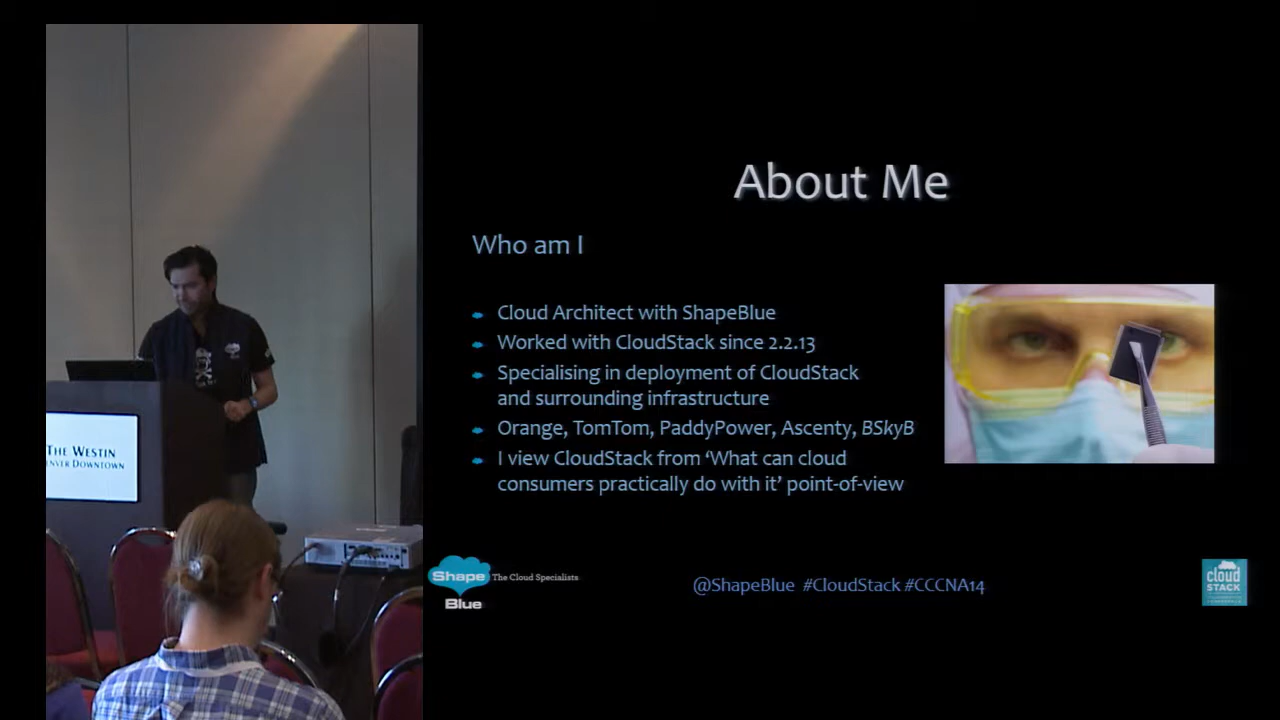 About Me
Who am I
Cloud Architect with ShapeBlue
Worked with CloudStack since 2.2.13
Specialising in deployment of CloudStack
and surrounding infrastructure
Orange, TomTom, PaddyPower, Ascenty, BSkyB
I view CloudStack from ‘What can cloud
consumers practically do with it’ point-of-view
THE WESTIN
ENVER DOWNTOWN
Shape
Blue
The Cloud Specialists
@ShapeBlue #CloudStack #CCCNA14
cloud
STACK